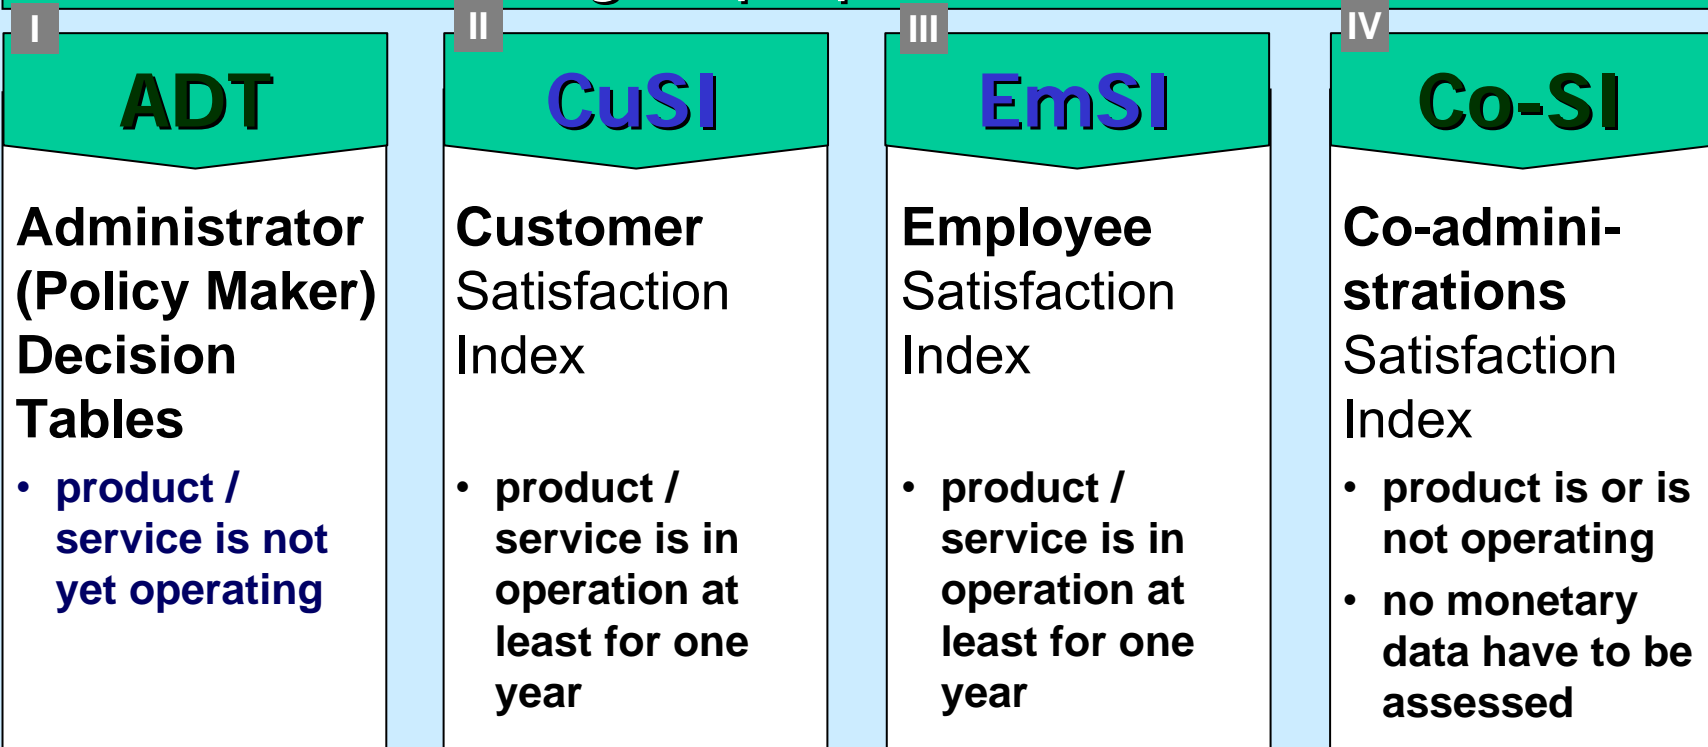 I
ADT
Administrator
(Policy Maker)
Decision
Tables
• product /
service is not
yet operating
II
CuSI
Customer
Satisfaction
Index
• product /
service is in
operation at
least for one
year
III
EmSI
Employee
Satisfaction
Index
• product /
service is in
operation at
least for one
year
IV
Co-SI
Co-admini-
strations
Satisfaction
Index
• product is or is
not operating
• no monetary
data have to be
assessed